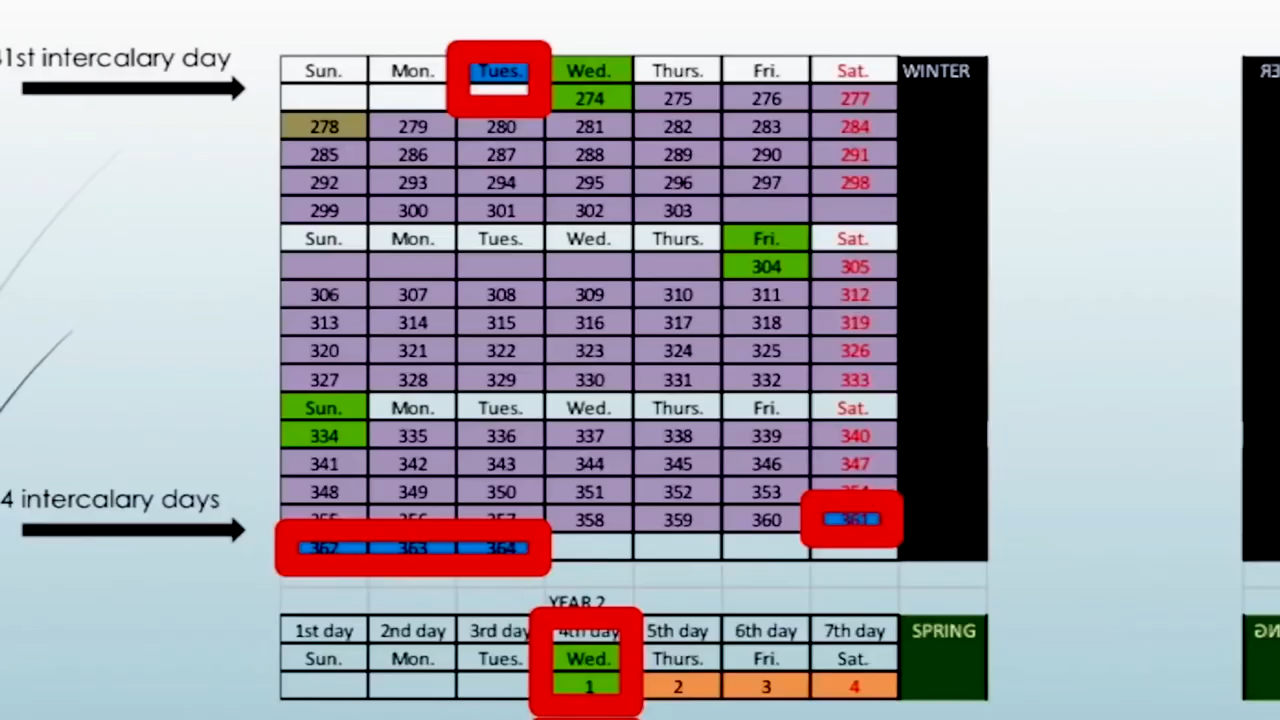 1st intercalary day
Sun. Mon. Tues. Wed. Thurs. Fri. Sat. WINTER
274 275 276 277
278 279 280 281 282 283 284
285 286 287 288 289 290 291
292 293 294 295 296 297 298
299 300 301 302 303
Sun. Mon. Tues. Wed. Thurs. Fri. Sat.
304 305
306 307 308 309 310 311 312
313 314 315 316 317 318 319
320 321 322 323 324 325 326
327 328 329 330 331 332 333
Sun. Mon. Tues. Wed. Thurs. Fri. Sat.
334 335 336 337 338 339 340
341 342 343 344 345 346 347
348 349 350 351 352 353
4 intercalary days
358 359 360 361
362 363 364
YEAR 2
1st day 2nd day 3rd day 4th day 5th day 6th day 7th day SPRING
Sun. Mon. Tues. Wed. Thurs. Fri. Sat.
1 2 3 4